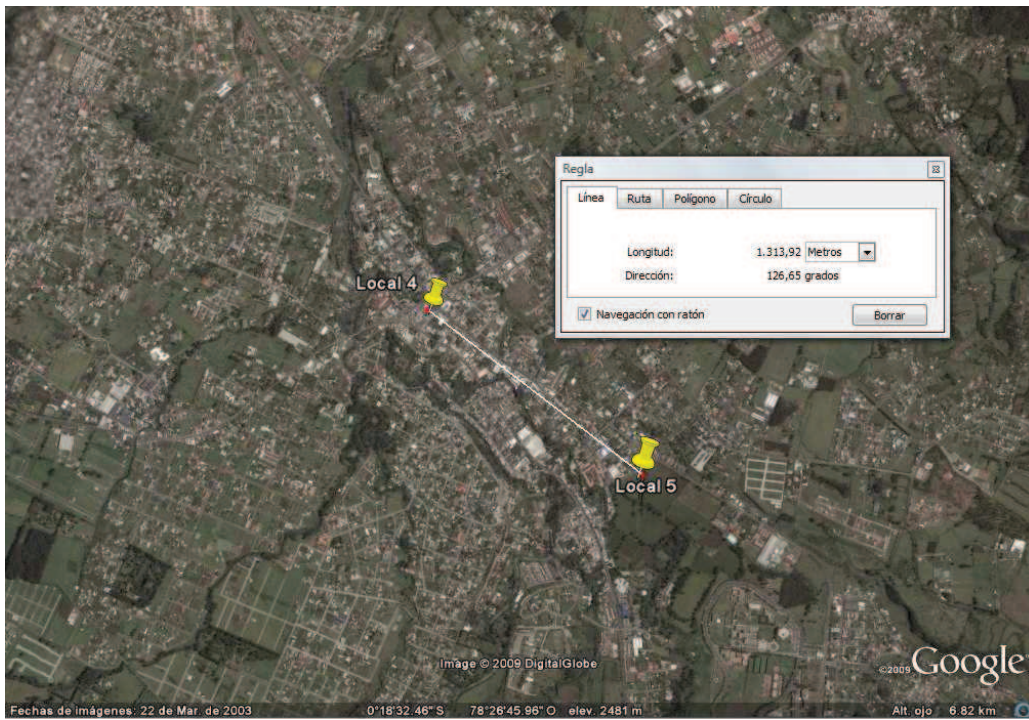 Regla
Línea Ruta Polígono Círculo
Longitud: 1.313,92 Metros
Dirección: 126,65 grados
Navegación con ratón Borrar
Local 4
Local 5
Image © 2009 DigitalGlobe
©2009 Google
Fechas de imágenes: 22 de Mar. de 2003 0°18'32.46" S 78°26'45.96" O elev. 2481 m Alt. ojo 6.82 km